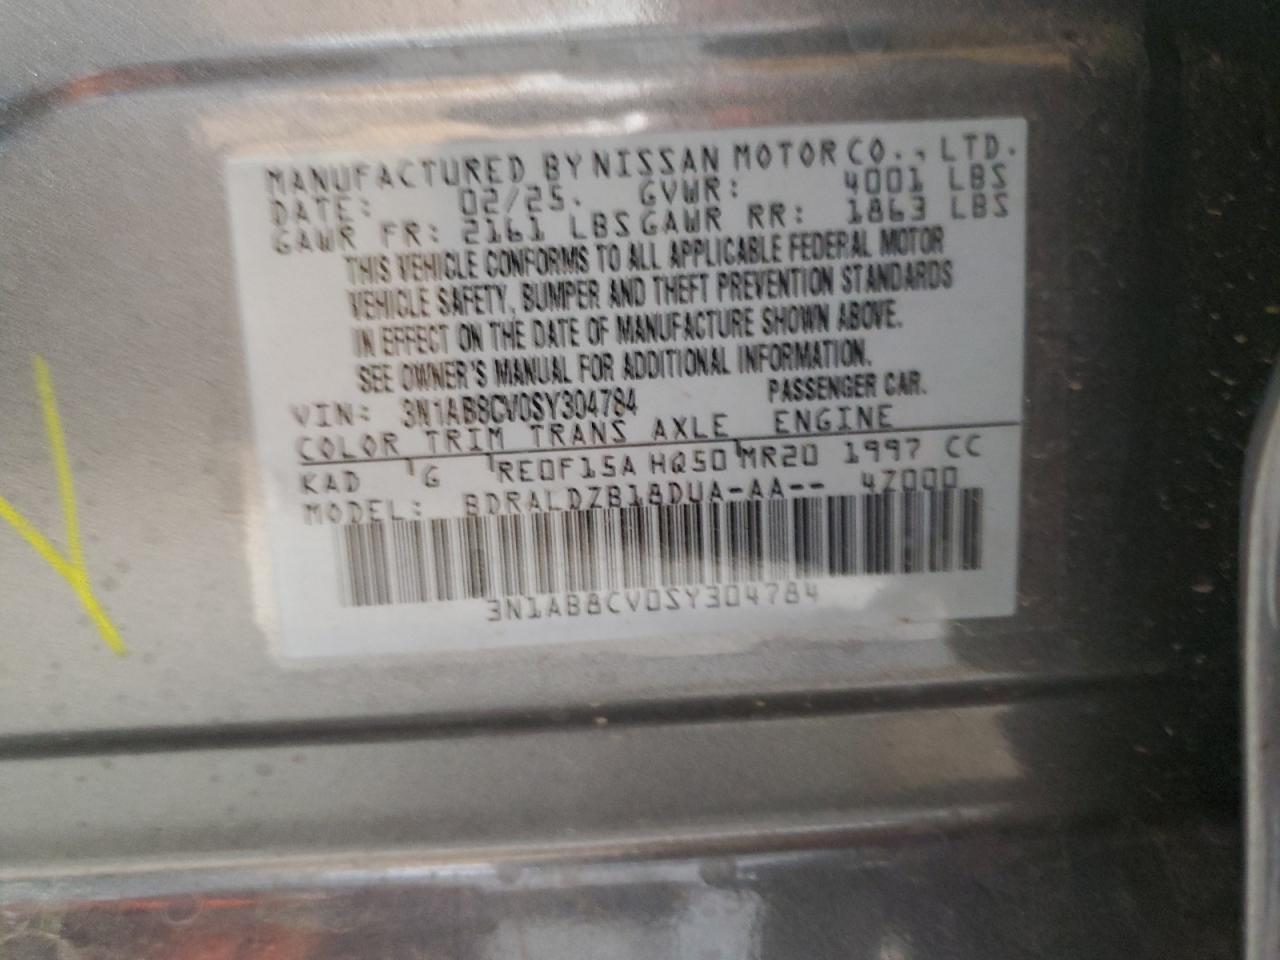 MANUFACTURED BY NISSAN MOTOR CO., LTD.
DATE: 02/25. GVWR: 4001 LBS
GAWR FR: 2161 LBS GAWR RR: 1863 LBS
THIS VEHICLE CONFORMS TO ALL APPLICABLE FEDERAL MOTOR
VEHICLE SAFETY, BUMPER AND THEFT PREVENTION STANDARDS
IN EFFECT ON THE DATE OF MANUFACTURE SHOWN ABOVE.
SEE OWNER'S MANUAL FOR ADDITIONAL INFORMATION.
VIN: 3N1AB8CV0SY304784 PASSENGER CAR.
COLOR TRIM TRANS AXLE ENGINE
KAD G RE0F15A HQ50 MR20 1997 CC
MODEL: BDRALDZB18DUA-AA-- 4Z000
3N1AB8CV0SY304784